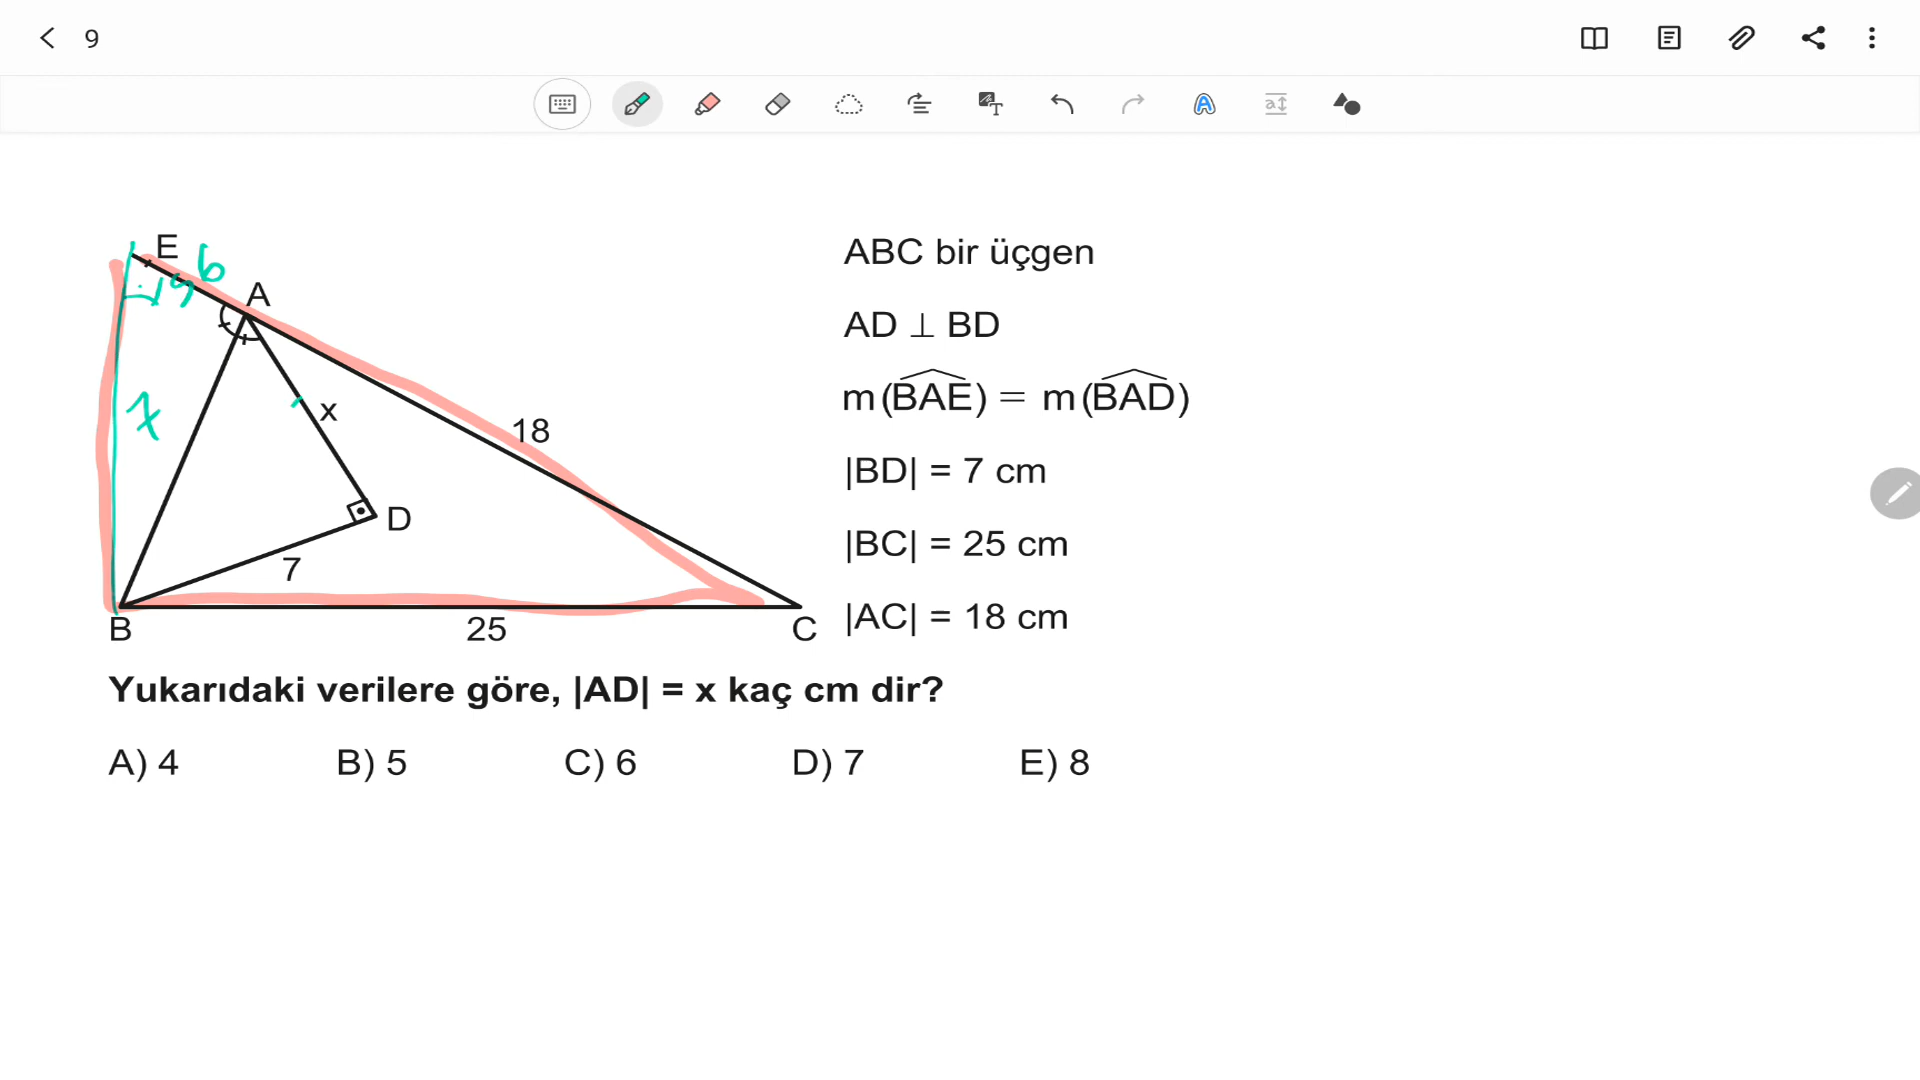 9
E
6
A
x
18
7
D
7
B
25
C
ABC bir üçgen
AD ⊥ BD
m(BAE) = m(BAD)
|BD| = 7 cm
|BC| = 25 cm
|AC| = 18 cm
Yukarıdaki verilere göre, |AD| = x kaç cm dir?
A) 4 B) 5 C) 6 D) 7 E) 8